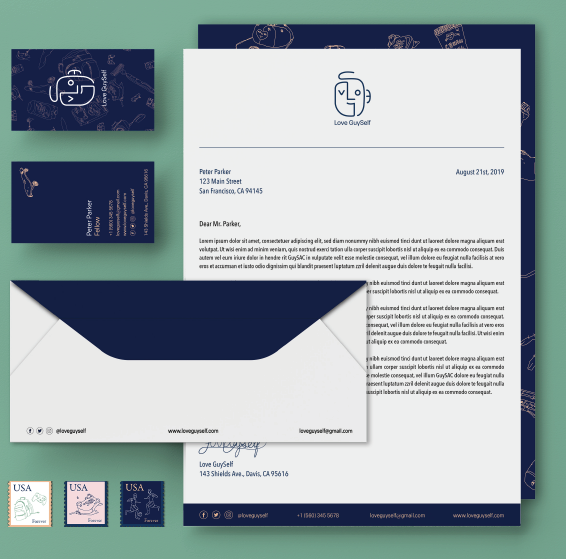 Love GuySelf
Peter Parker
Fellow
+1 (560) 345 5678
loveguyself@gmail.com
www.loveguyself.com
@loveguyself
143 Shields Ave., Davis, CA 95616
Love GuySelf
Peter Parker
August 21st, 2019
123 Main Street
San Francisco, CA 94145
Dear Mr. Parker,
Lorem ipsum dolor sit amet, consectetuer adipiscing elit, sed diam nonummy nibh euismod tinci dunt ut laoreet dolore magna aliquam erat
volutpat. Ut wisi enim ad minim veniam, quis nostrud exerci tation ulla corper suscipit lobortis nisl ut aliquip ex ea commodo consequat. Duis
autem vel eum iriure dolor in hendre rit GuySAC in vulputate velit esse molestie consequat, vel illum dolore eu feugiat nulla facilisis at vero
eros et accumsan et iusto odio dignissim qui blandit praesent luptatum zzril delenit augue duis dolore te feugait nulla facilisi.
nibh euismod tinci dunt ut laoreet dolore magna aliquam erat
suscipit lobortis nisl ut aliquip ex ea commodo consequat.
nibh euismod tinci dunt ut laoreet dolore magna aliquam erat
suscipit lobortis nisl ut aliquip ex ea commodo consequat.
consequat, vel illum dolore eu feugiat nulla facilisis at vero eros
delenit augue duis dolore te feugait nulla facilisi. Ut wisi enim
ut aliquip ex ea commodo consequat.
nibh euismod tinci dunt ut laoreet dolore magna aliquam erat
ullam corper suscipit lobortis nisl ut aliquip ex ea commodo
molestie consequat, vel illum GuySAC dolore eu feugiat nulla
praesent luptatum zzril delenit augue duis dolore te feugait nulla
suscipit lobortis nisl ut aliquip ex ea commodo consequat.
@loveguyself
www.loveguyself.com
loveguyself@gmail.com
loveguyself
Love GuySelf
143 Shields Ave., Davis, CA 95616
@loveguyself
+1 (560) 345 5678
loveguyself@gmail.com
www.loveguyself.com
USA
Forever
USA
Forever
USA
Forever